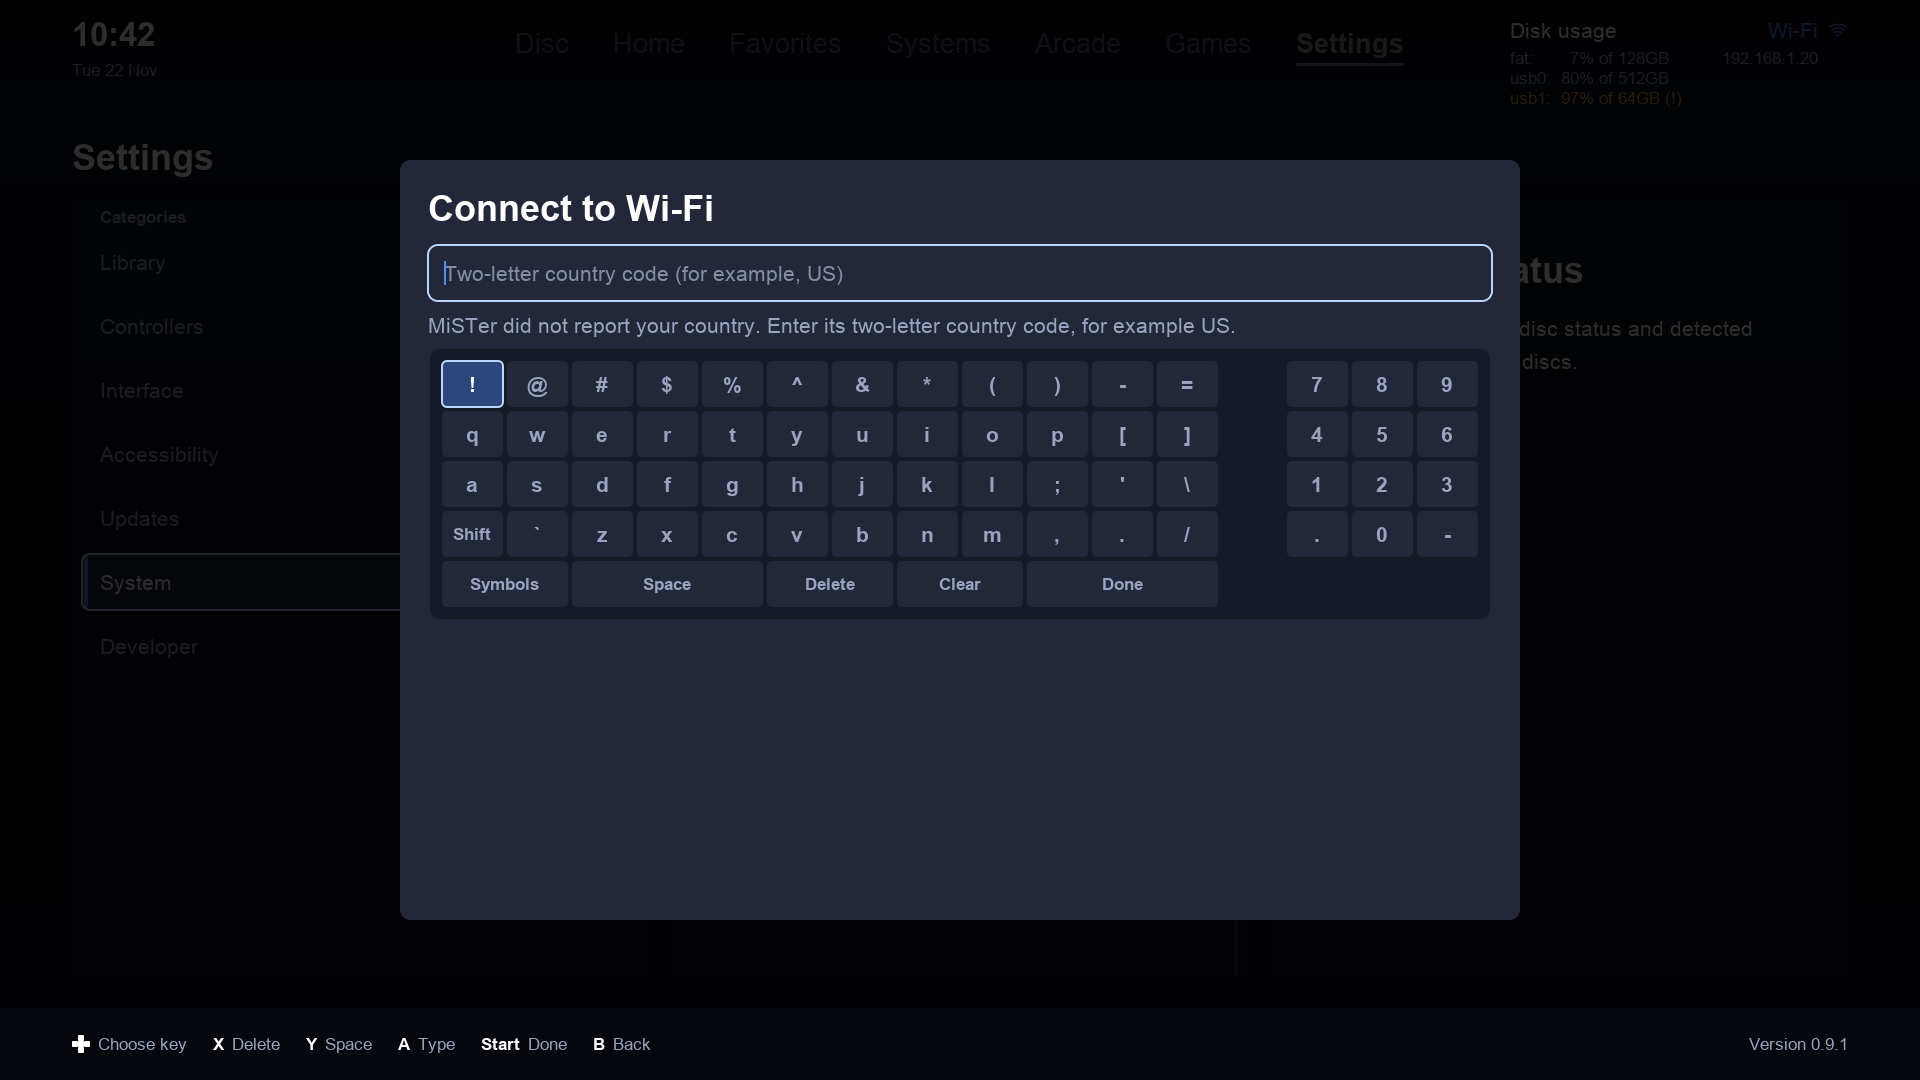 10:42
Tue 22 Nov
Disc Home Favorites Systems Arcade Games Settings
Disk usage
fat: 7% of 128GB
usb0: 80% of 512GB
usb1: 97% of 64GB (!)
Wi-Fi
192.168.1.20
Settings
Categories
Library
Controllers
Interface
Accessibility
Updates
System
Developer
Connect to Wi-Fi
Two-letter country code (for example, US)
MiSTer did not report your country. Enter its two-letter country code, for example US.
! @ # $ % ^ & * ( ) - = 7 8 9
q w e r t y u i o p [ ] 4 5 6
a s d f g h j k l ; ' \ 1 2 3
Shift ` z x c v b n m , . / . 0 -
Symbols Space Delete Clear Done
atus
disc status and detected
discs.
Choose key X Delete Y Space A Type Start Done B Back
Version 0.9.1